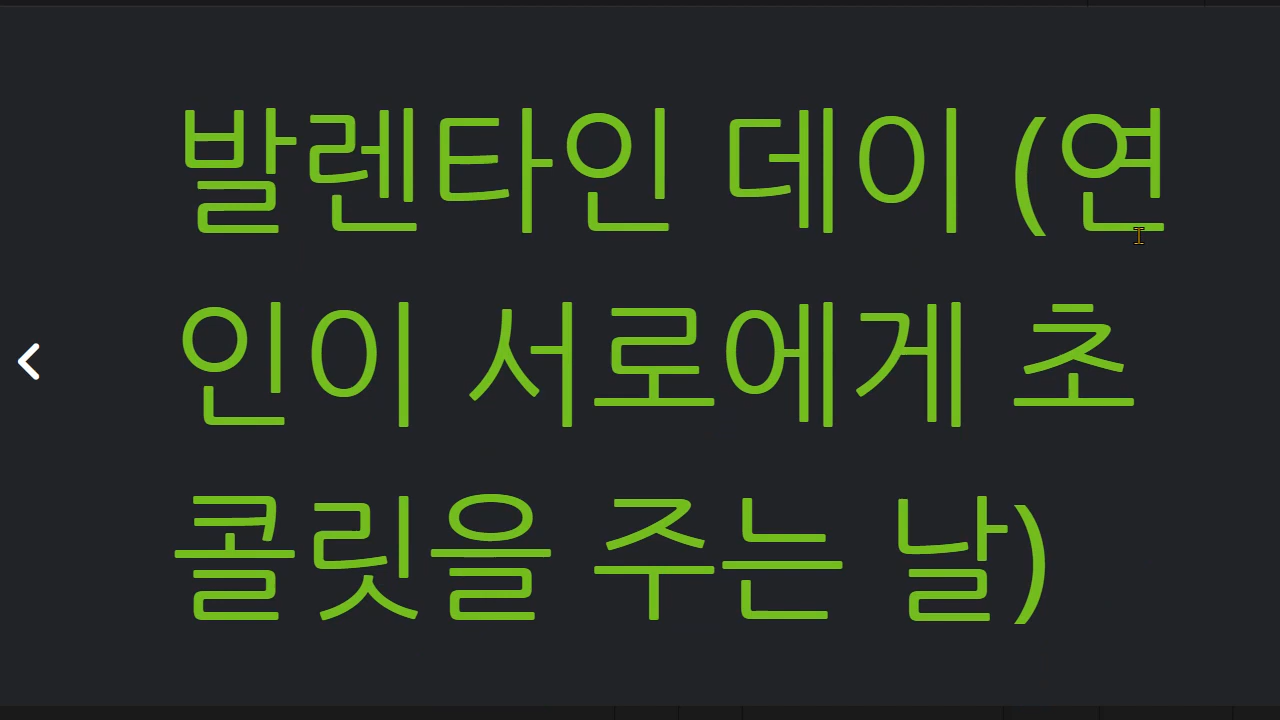 발렌타인 데이 (연
인이 서로에게 초
콜릿을 주는 날)